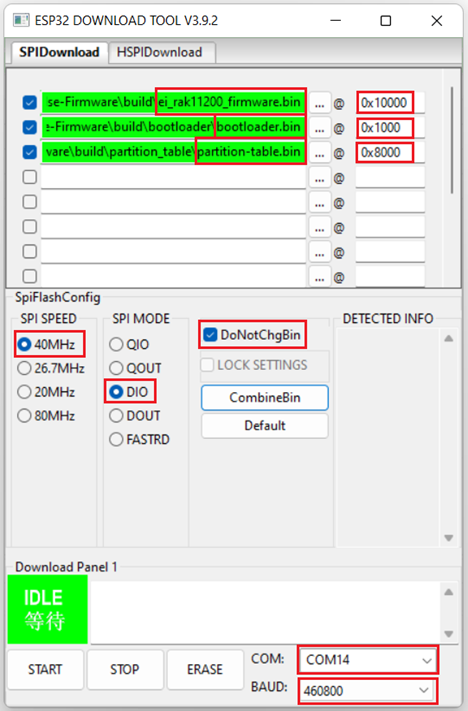 ESP32 DOWNLOAD TOOL V3.9.2
SPIDownload HSPIDownload
se-Firmware\build\ei_rak11200_firmware.bin ... @ 0x10000
e-Firmware\build\bootloader\bootloader.bin ... @ 0x1000
vare\build\partition_table\partition-table.bin ... @ 0x8000
... @
... @
... @
... @
... @
SpiFlashConfig
SPI SPEED
40MHz
26.7MHz
20MHz
80MHz
SPI MODE
QIO
QOUT
DIO
DOUT
FASTRD
DoNotChgBin
LOCK SETTINGS
CombineBin
Default
DETECTED INFO
Download Panel 1
IDLE
等待
START STOP ERASE
COM: COM14
BAUD: 460800